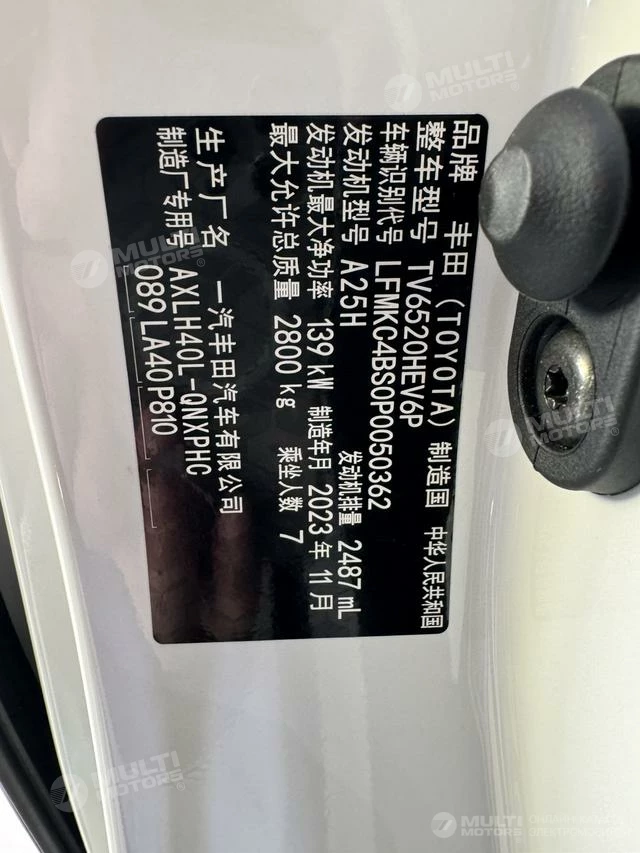 品牌 丰田（TOYOTA） 制造国 中华人民共和国
整车型号 TV6520HEV6P
车辆识别代号 LFMKC4BS0P0050362
发动机型号 A25H 发动机排量 2487 mL
发动机最大净功率 139 kW 制造年月 2023 年 11 月
最大允许总质量 2800 kg 乘坐人数 7
生产厂名 一汽丰田汽车有限公司
制造厂专用号 AXLH40L-QNXPHC
089 LA40 P810
MULTI MOTORS
MULTI MOTORS
MULTI MOTORS
MULTI MOTORS
MULTI MOTORS
MULTI MOTORS